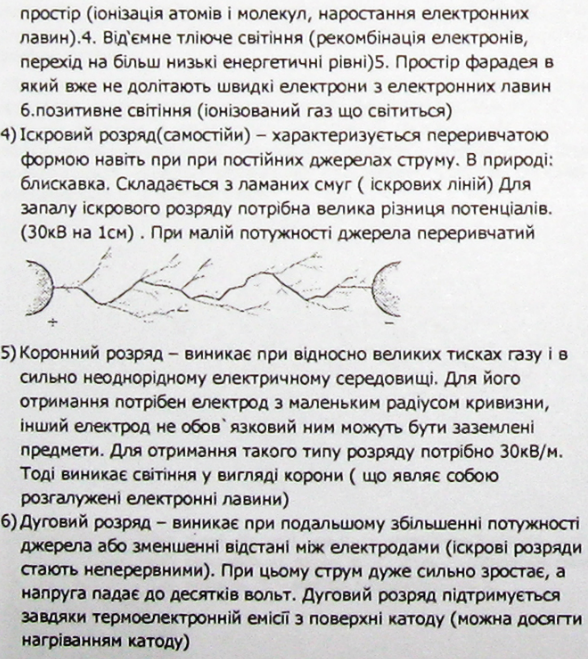 простір (іонізація атомів і молекул, наростання електронних
лавин).4. Від'ємне тліюче світіння (рекомбінація електронів,
перехід на більш низькі енергетичні рівні)5. Простір фарадея в
який вже не долітають швидкі електрони з електронних лавин
6.позитивне світіння (іонізований газ що світиться)
4) Іскровий розряд(самостійи) – характеризується переривчатою
формою навіть при при постійних джерелах струму. В природі:
блискавка. Складається з ламаних смуг ( іскрових ліній) Для
запалу іскрового розряду потрібна велика різниця потенціалів.
(30кВ на 1см) . При малій потужності джерела переривчатий
+ −
5) Коронний розряд – виникає при відносно великих тисках газу і в
сильно неоднорідному електричному середовищі. Для його
отримання потрібен електрод з маленьким радіусом кривизни,
інший електрод не обов`язковий ним можуть бути заземлені
предмети. Для отримання такого типу розряду потрібно 30кВ/м.
Тоді виникає світіння у вигляді корони ( що являє собою
розгалужені електронні лавини)
6) Дуговий розряд – виникає при подальшому збільшенні потужності
джерела або зменшенні відстані між електродами (іскрові розряди
стають неперервними). При цьому струм дуже сильно зростає, а
напруга падає до десятків вольт. Дуговий розряд підтримується
завдяки термоелектронній емісії з поверхні катоду (можна досягти
нагріванням катоду)